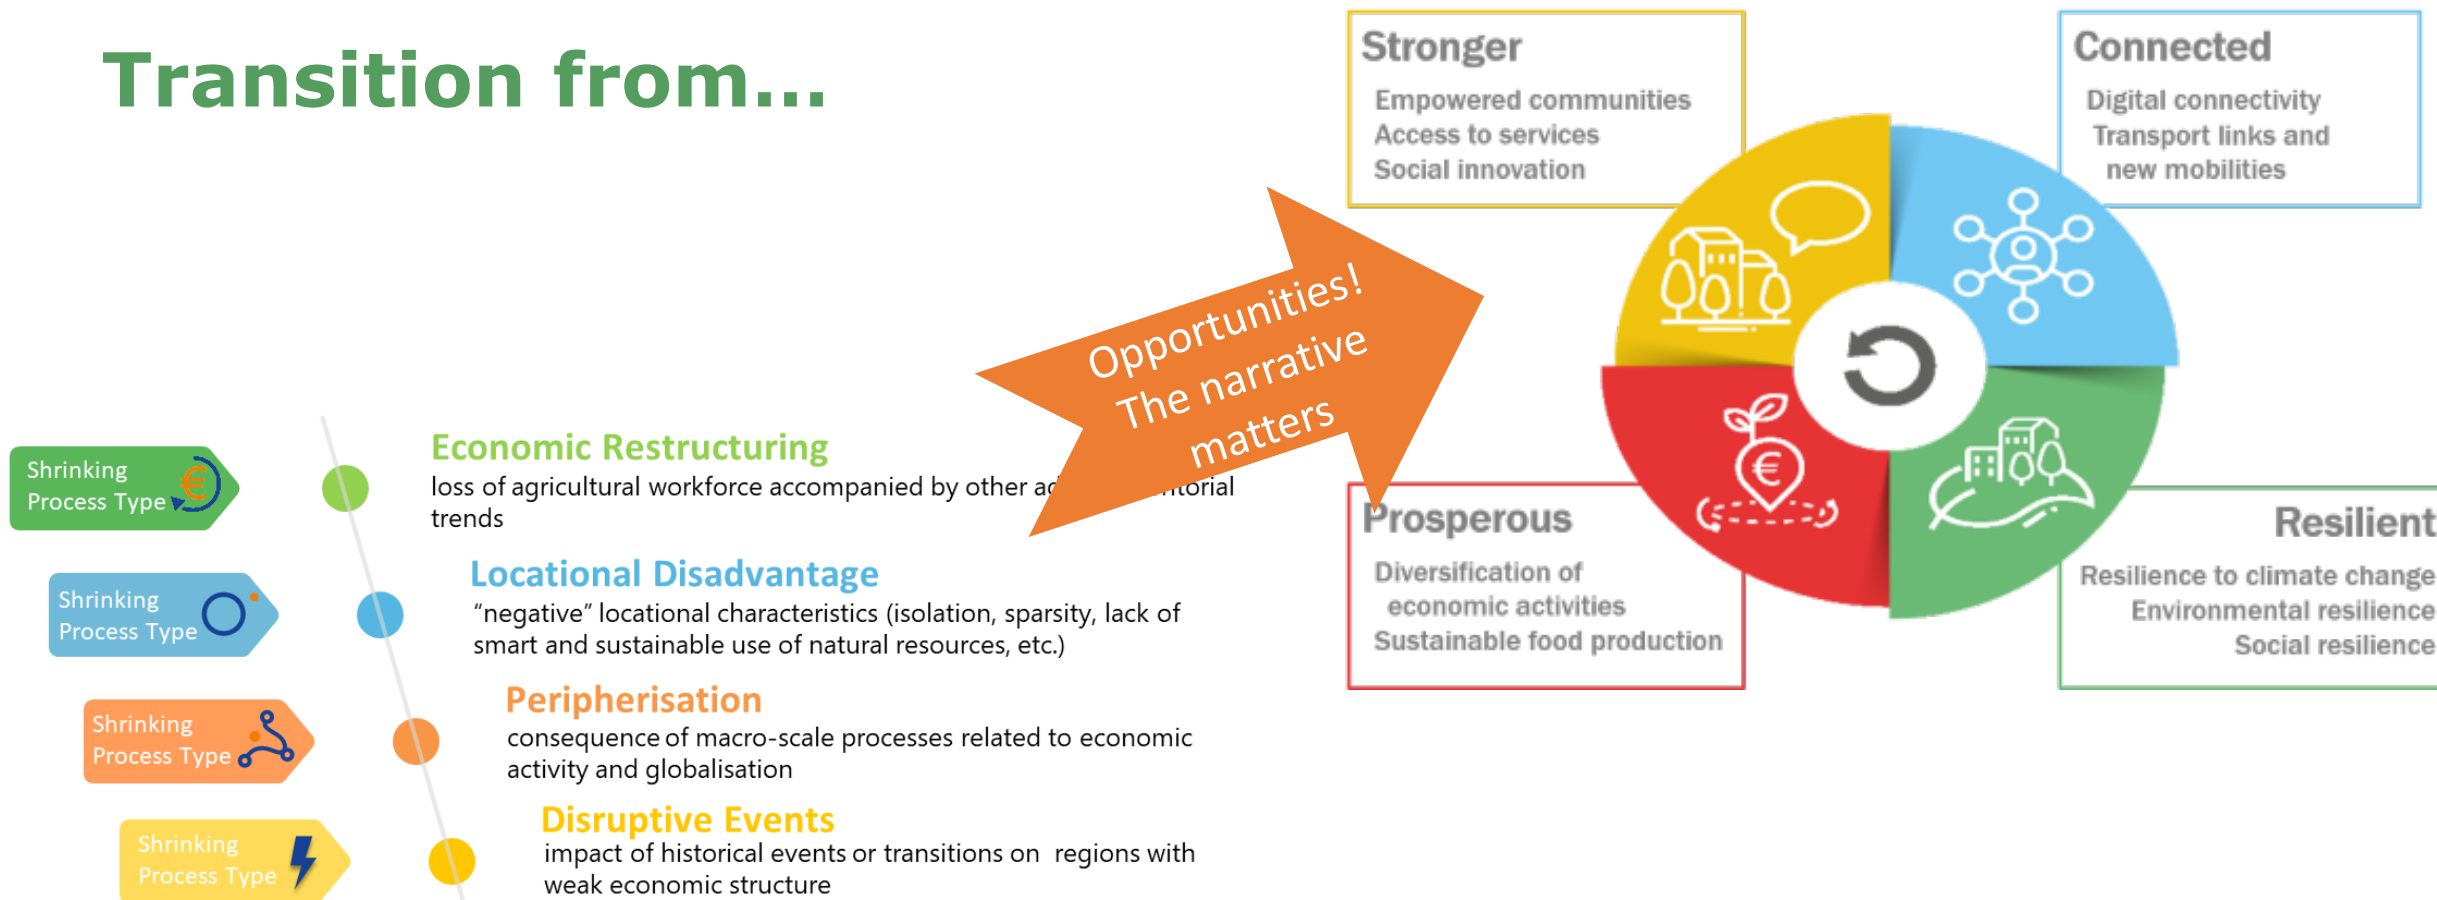 Transition from...
Shrinking
Process Type
Economic Restructuring
loss of agricultural workforce accompanied by other
trends
Shrinking
Process Type
Locational Disadvantage
“negative” locational characteristics (isolation, sparsity, lack of
smart and sustainable use of natural resources, etc.)
Shrinking
Process Type
Peripherisation
consequence of macro-scale processes related to economic
activity and globalisation
Shrinking
Process Type
Disruptive Events
impact of historical events or transitions on regions with
weak economic structure
Opportunities!
The narrative
matters
Stronger
Empowered communities
Access to services
Social innovation
Connected
Digital connectivity
Transport links and
new mobilities
Prosperous
Diversification of
economic activities
Sustainable food production
Resilient
Resilience to climate change
Environmental resilience
Social resilience